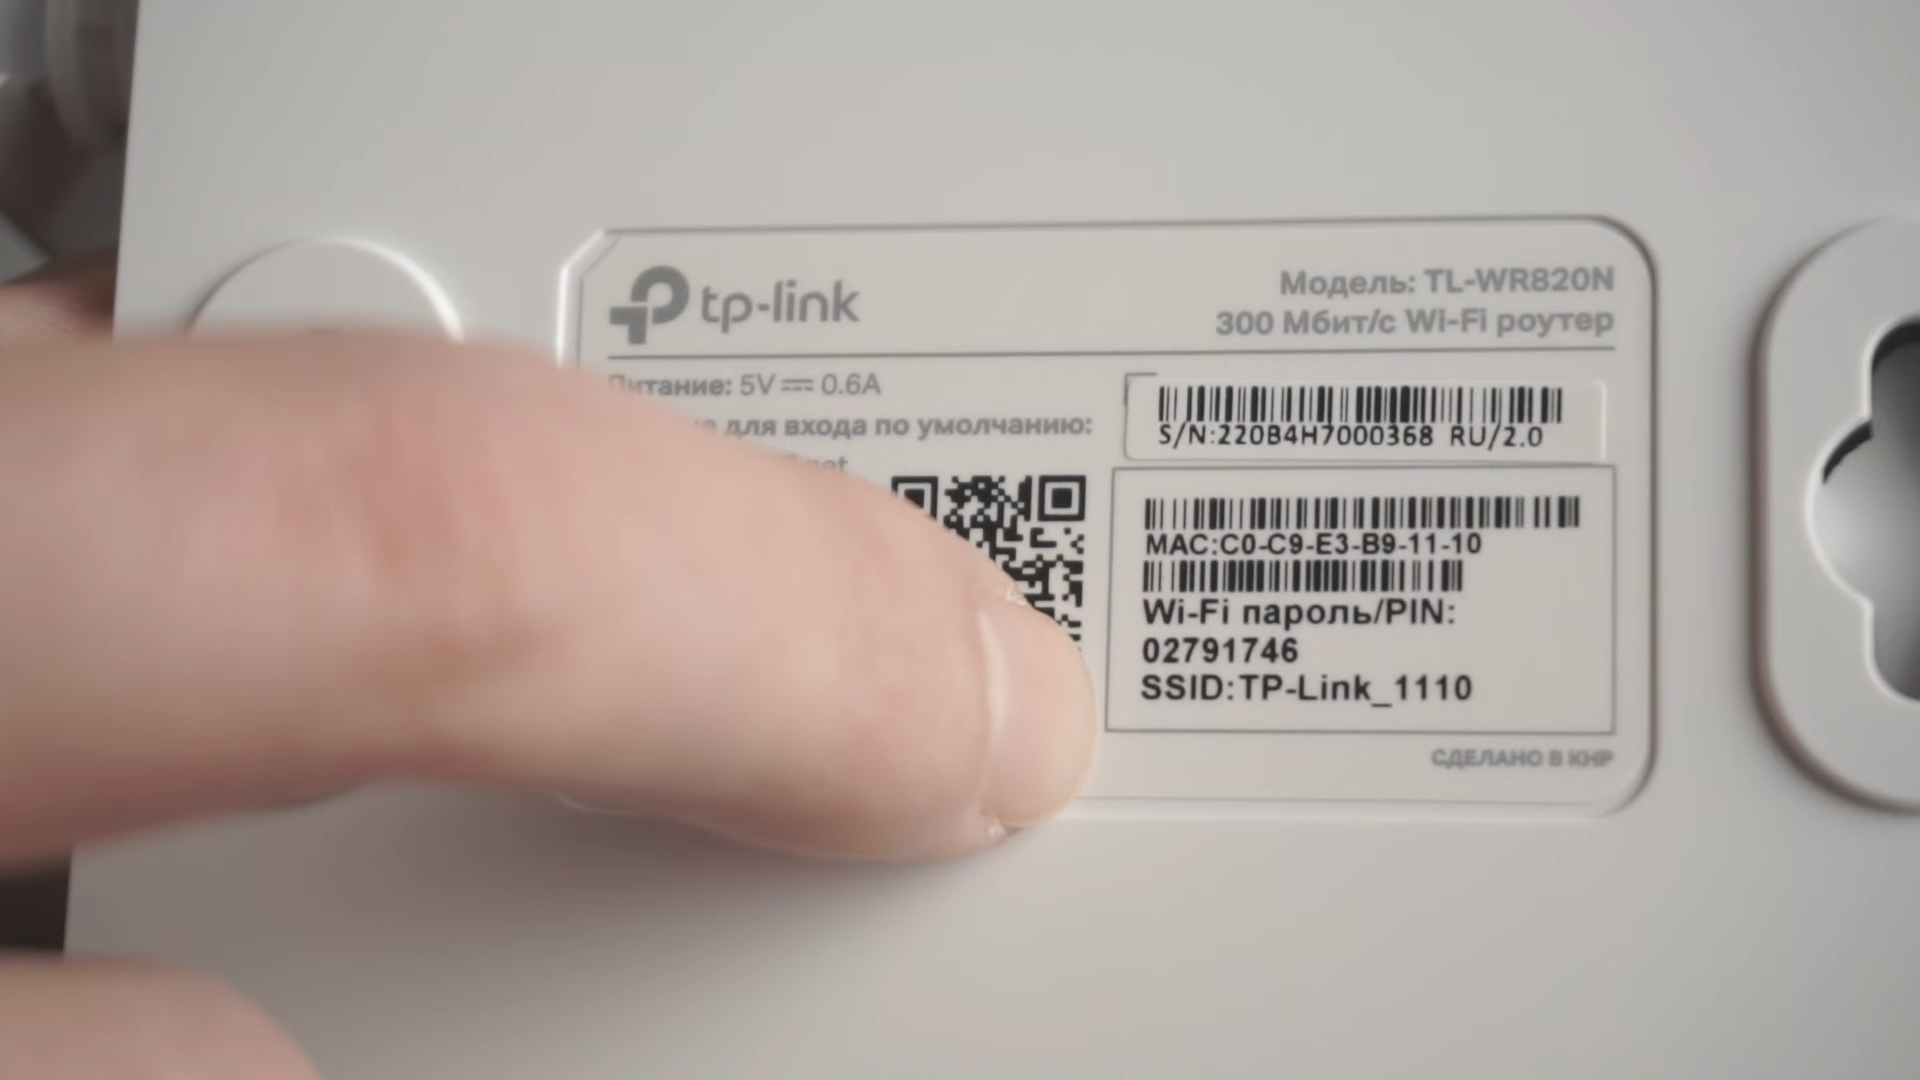 tp-link
Модель: TL-WR820N
300 Мбит/с Wi-Fi роутер
Питание: 5V ⎓ 0.6A
для входа по умолчанию:
S/N:220B4H7000368 RU/2.0
MAC:C0-C9-E3-B9-11-10
Wi-Fi пароль/PIN:
02791746
SSID:TP-Link_1110
СДЕЛАНО В КНР